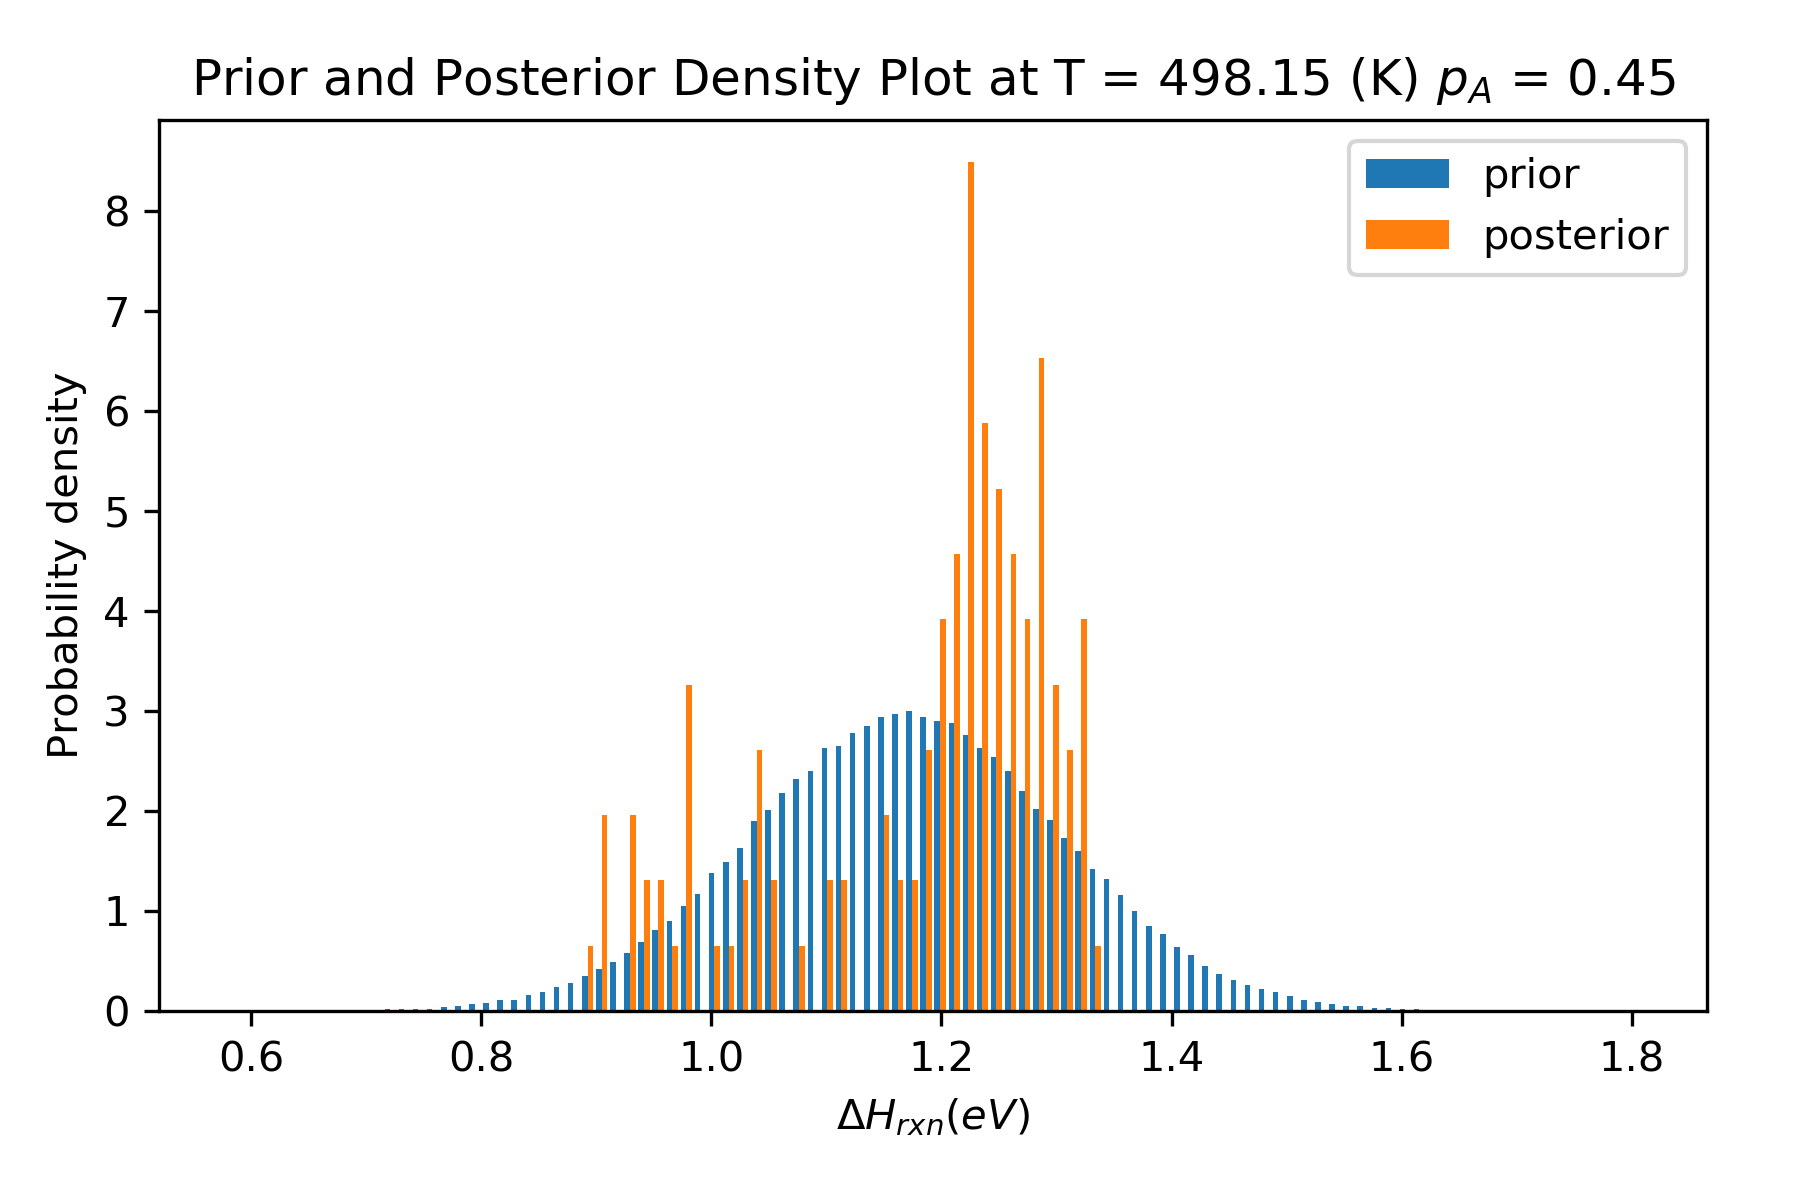 Prior and Posterior Density Plot at T = 498.15 (K) p_A = 0.45
prior
posterior
Probability density
8
7
6
5
4
3
2
1
0
0.6 0.8 1.0 1.2 1.4 1.6 1.8
ΔH_rxn(eV)